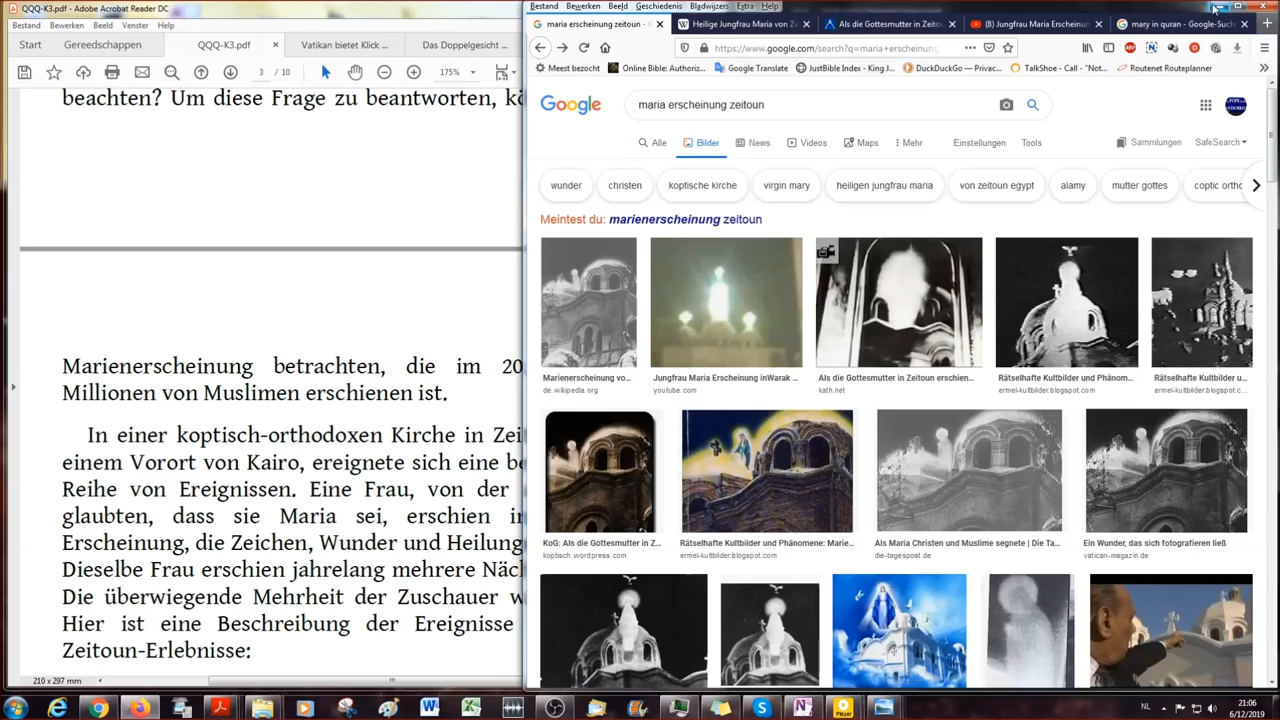 QQQ-K3.pdf - Adobe Acrobat Reader DC
Bestand Bewerken Beeld Venster Help
Start Gereedschappen QQQ-K3.pdf × Vatikan bietet Klick ... Das Doppelgesicht ...
3 / 10 175%
beachten? Um diese Frage zu beantworten, kö
Marienerscheinung betrachten, die im 20
Millionen von Muslimen erschienen ist.
In einer koptisch-orthodoxen Kirche in Zei
einem Vorort von Kairo, ereignete sich eine be
Reihe von Ereignissen. Eine Frau, von der
glaubten, dass sie Maria sei, erschien in
Erscheinung, die Zeichen, Wunder und Heilung
Dieselbe Frau erschien jahrelang mehrere Näch
Die überwiegende Mehrheit der Zuschauer w
Hier ist eine Beschreibung der Ereignisse
Zeitoun-Erlebnisse:
210 x 297 mm
Bestand Bewerken Beeld Geschiedenis Bladwijzers Extra Help
maria erscheinung zeitoun - G × Heilige Jungfrau Maria von Z × Als die Gottesmutter in Zeitou × (8) Jungfrau Maria Erscheinun × mary in quran - Google-Such ×
https://www.google.com/search?q=maria+erscheinung
Meest bezocht Online Bible: Authoriz... Google Translate JustBible Index - King J... DuckDuckGo — Privac... TalkShoe - Call - "Not... Routenet Routeplanner
Google maria erscheinung zeitoun
Alle Bilder News Videos Maps Mehr Einstellungen Tools Sammlungen SafeSearch
wunder christen koptische kirche virgin mary heiligen jungfrau maria von zeitoun egypt alamy mutter gottes coptic ortho
Meintest du: marienerscheinung zeitoun
Marienerscheinung vo... Jungfrau Maria Erscheinung inWarak ... Als die Gottesmutter in Zeitoun erschien... Rätselhafte Kultbilder und Phänom... Rätselhafte Kultbilder u...
de.wikipedia.org youtube.com kath.net ermel-kultbilder.blogspot.com ermel-kultbilder.blogspot.c...
KoG: Als die Gottesmutter in Z... Rätselhafte Kultbilder und Phänomene: Marie... Als Maria Christen und Muslime segnete | Die Ta... Ein Wunder, das sich fotografieren ließ
koptisch.wordpress.com ermel-kultbilder.blogspot.com die-tagespost.de vatican-magazin.de
NL 21:06
6/12/2019